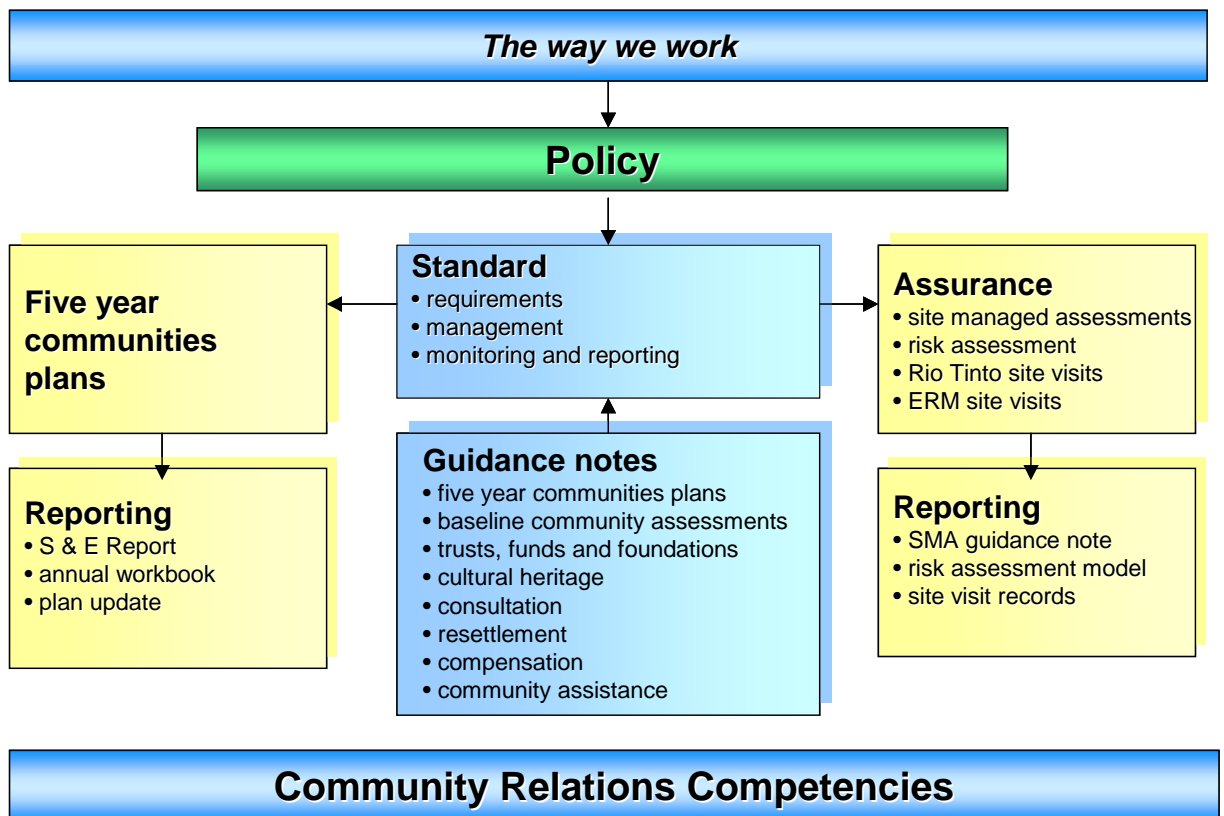 The way we work
Policy
Five year
communities
plans
Standard
• requirements
• management
• monitoring and reporting
Assurance
• site managed assessments
• risk assessment
• Rio Tinto site visits
• ERM site visits
Reporting
• S & E Report
• annual workbook
• plan update
Guidance notes
• five year communities plans
• baseline community assessments
• trusts, funds and foundations
• cultural heritage
• consultation
• resettlement
• compensation
• community assistance
Reporting
• SMA guidance note
• risk assessment model
• site visit records
Community Relations Competencies